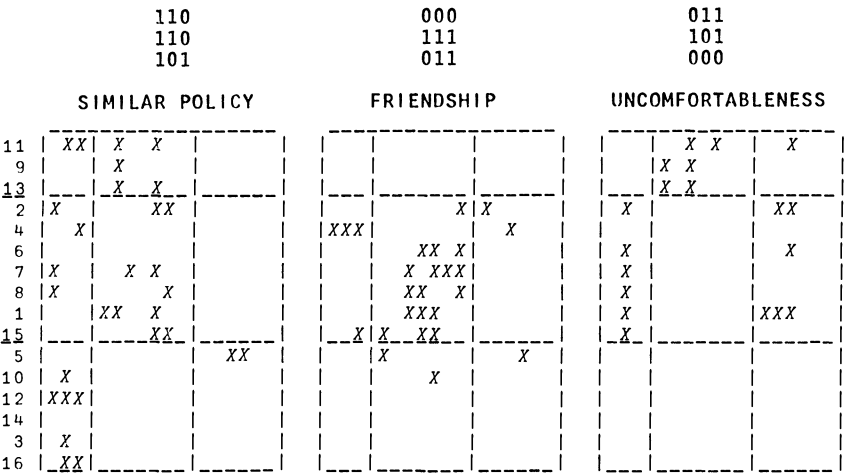 110 000 011
110 111 101
101 011 000
SIMILAR POLICY FRIENDSHIP UNCOMFORTABLENESS
11 XX X X X X X
9 X X X
13 X X X X
2 X XX X X X XX
4 X XXX X
6 XX X X X
7 X X X X XXX X
8 X X XX X X
1 XX X XXX X XXX
15 XX X X XX X
5 XX X X
10 X X
12 XXX
14
3 X
16 XX